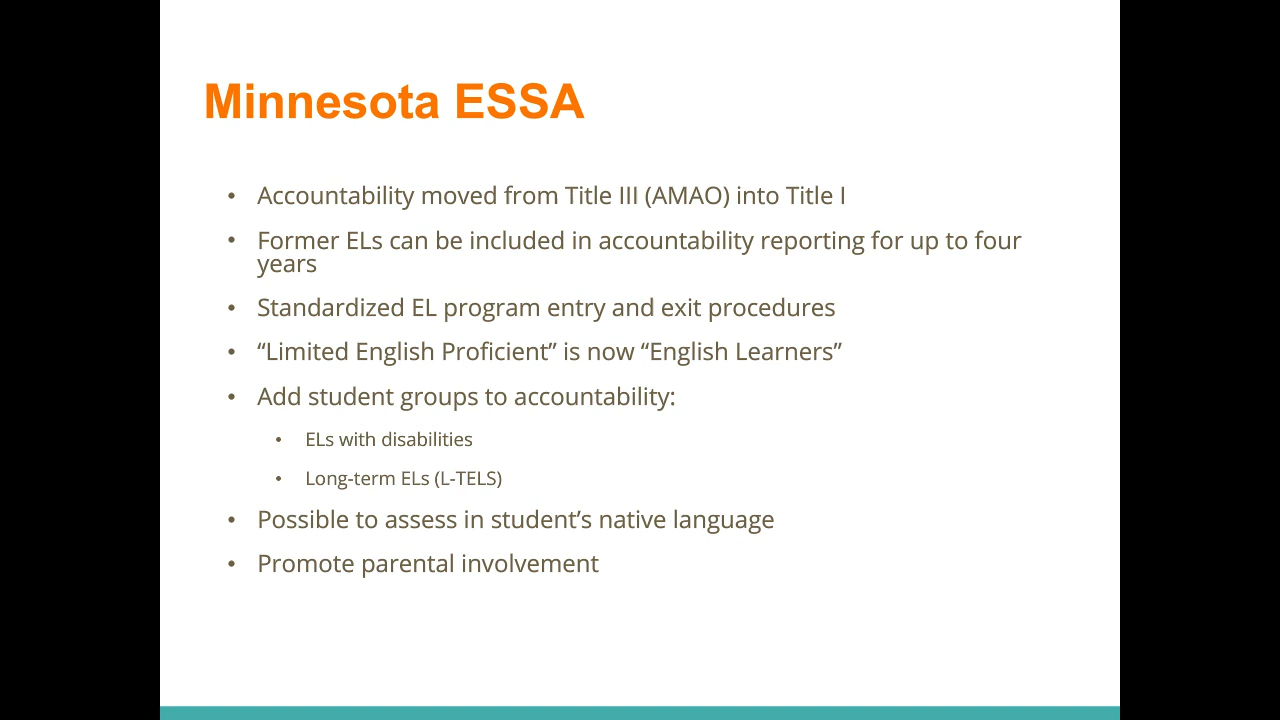 Minnesota ESSA
• Accountability moved from Title III (AMAO) into Title I
• Former ELs can be included in accountability reporting for up to four
years
• Standardized EL program entry and exit procedures
• “Limited English Proficient” is now “English Learners”
• Add student groups to accountability:
• ELs with disabilities
• Long-term ELs (L-TELS)
• Possible to assess in student’s native language
• Promote parental involvement